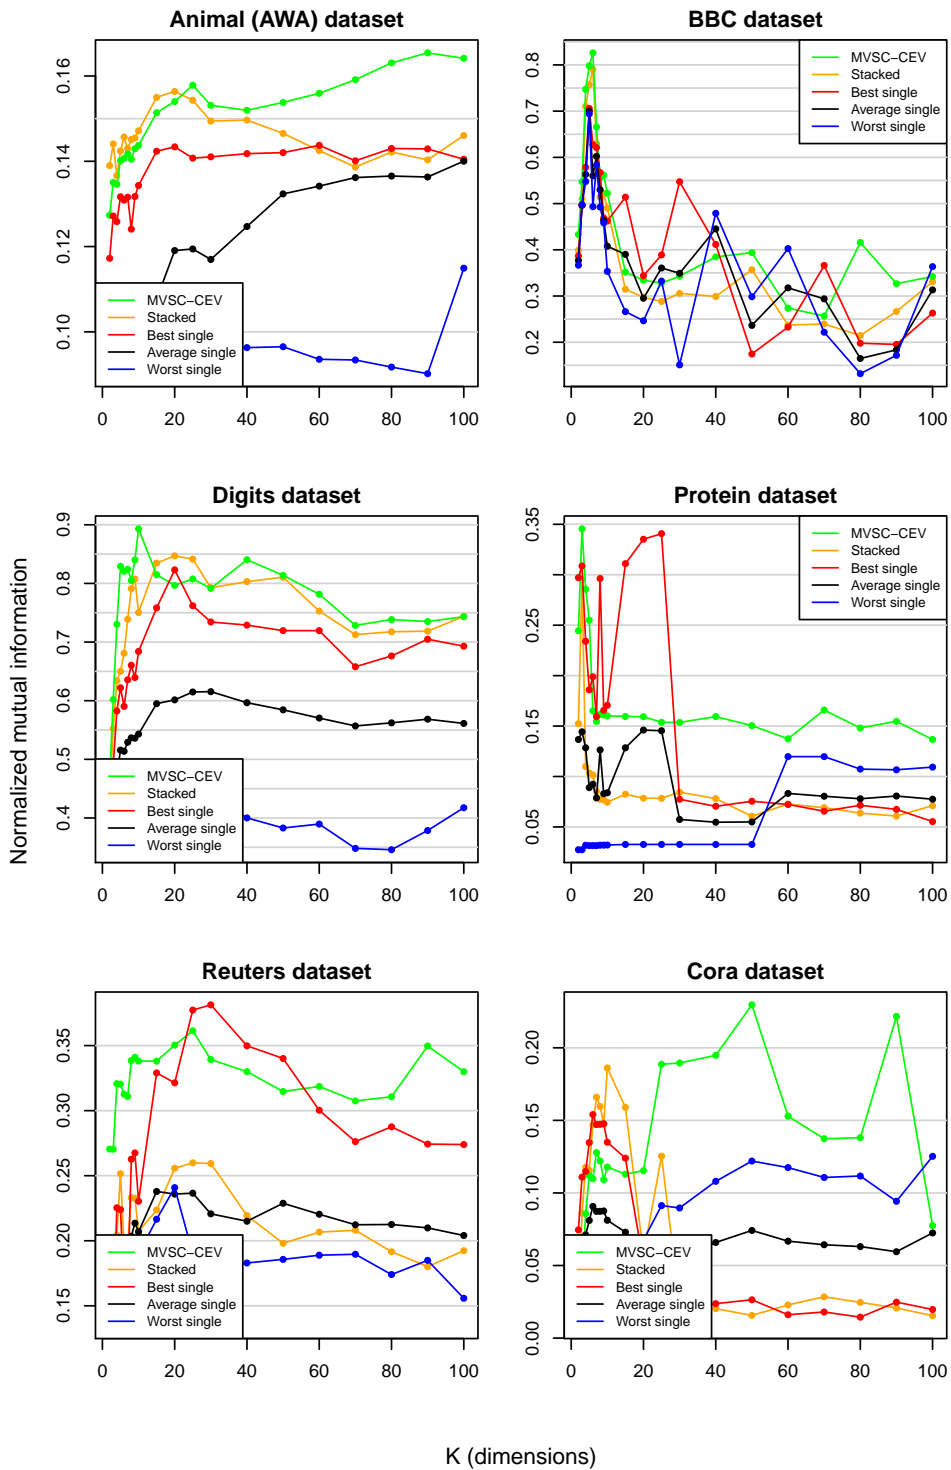 Animal (AWA) dataset
0.10 0.12 0.14 0.16
MVSC−CEV
Stacked
Best single
Average single
Worst single
0 20 40 60 80 100
BBC dataset
0.2 0.3 0.4 0.5 0.6 0.7 0.8
MVSC−CEV
Stacked
Best single
Average single
Worst single
0 20 40 60 80 100
Normalized mutual information
Digits dataset
0.4 0.5 0.6 0.7 0.8 0.9
MVSC−CEV
Stacked
Best single
Average single
Worst single
0 20 40 60 80 100
Protein dataset
0.05 0.15 0.25 0.35
MVSC−CEV
Stacked
Best single
Average single
Worst single
0 20 40 60 80 100
Reuters dataset
0.15 0.20 0.25 0.30 0.35
MVSC−CEV
Stacked
Best single
Average single
Worst single
0 20 40 60 80 100
Cora dataset
0.00 0.05 0.10 0.15 0.20
MVSC−CEV
Stacked
Best single
Average single
Worst single
0 20 40 60 80 100
K (dimensions)